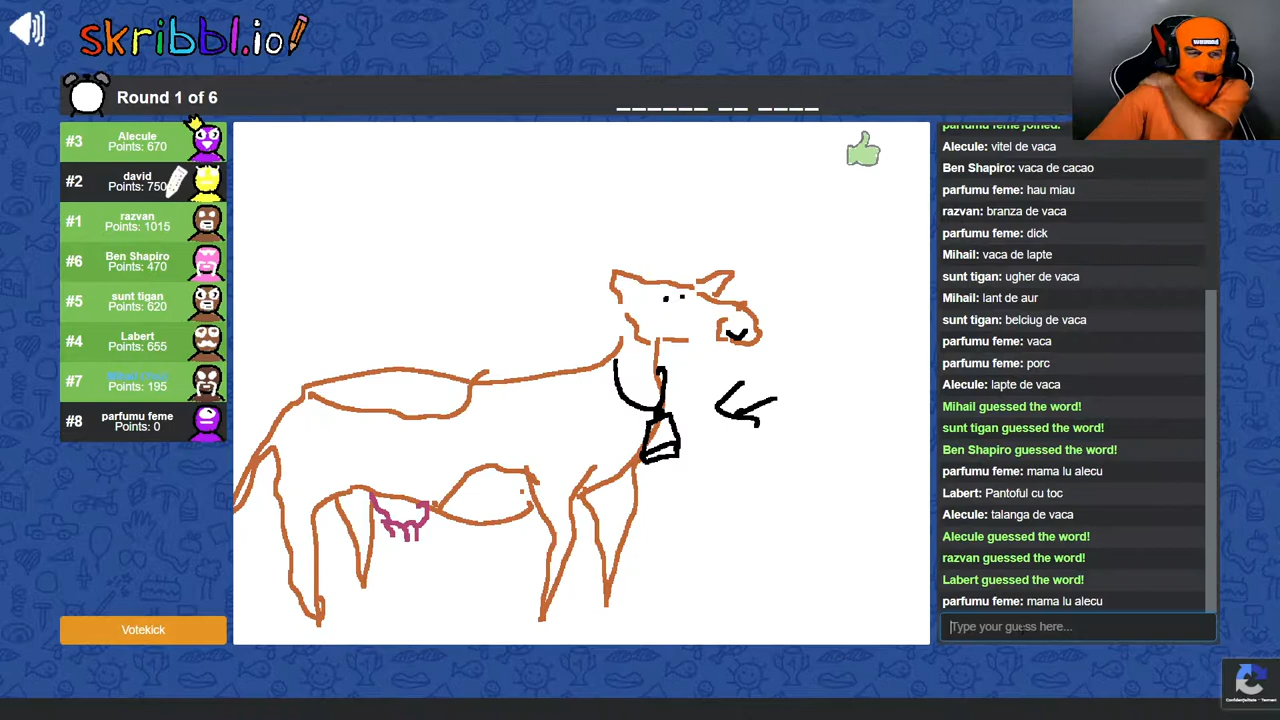 skribbl.io
Round 1 of 6
#3 Alecule
Points: 670
#2 david
Points: 750
#1 razvan
Points: 1015
#6 Ben Shapiro
Points: 470
#5 sunt tigan
Points: 620
#4 Labert
Points: 655
#7
Points: 195
#8 parfumu feme
Points: 0
Votekick
parfumu feme joined.
Alecule: vitel de vaca
Ben Shapiro: vaca de cacao
parfumu feme: hau miau
razvan: branza de vaca
parfumu feme: dick
Mihail: vaca de lapte
sunt tigan: ugher de vaca
Mihail: lant de aur
sunt tigan: belciug de vaca
parfumu feme: vaca
parfumu feme: porc
Alecule: lapte de vaca
Mihail guessed the word!
sunt tigan guessed the word!
Ben Shapiro guessed the word!
parfumu feme: mama lu alecu
Labert: Pantoful cu toc
Alecule: talanga de vaca
Alecule guessed the word!
razvan guessed the word!
Labert guessed the word!
parfumu feme: mama lu alecu
Type your guess here...